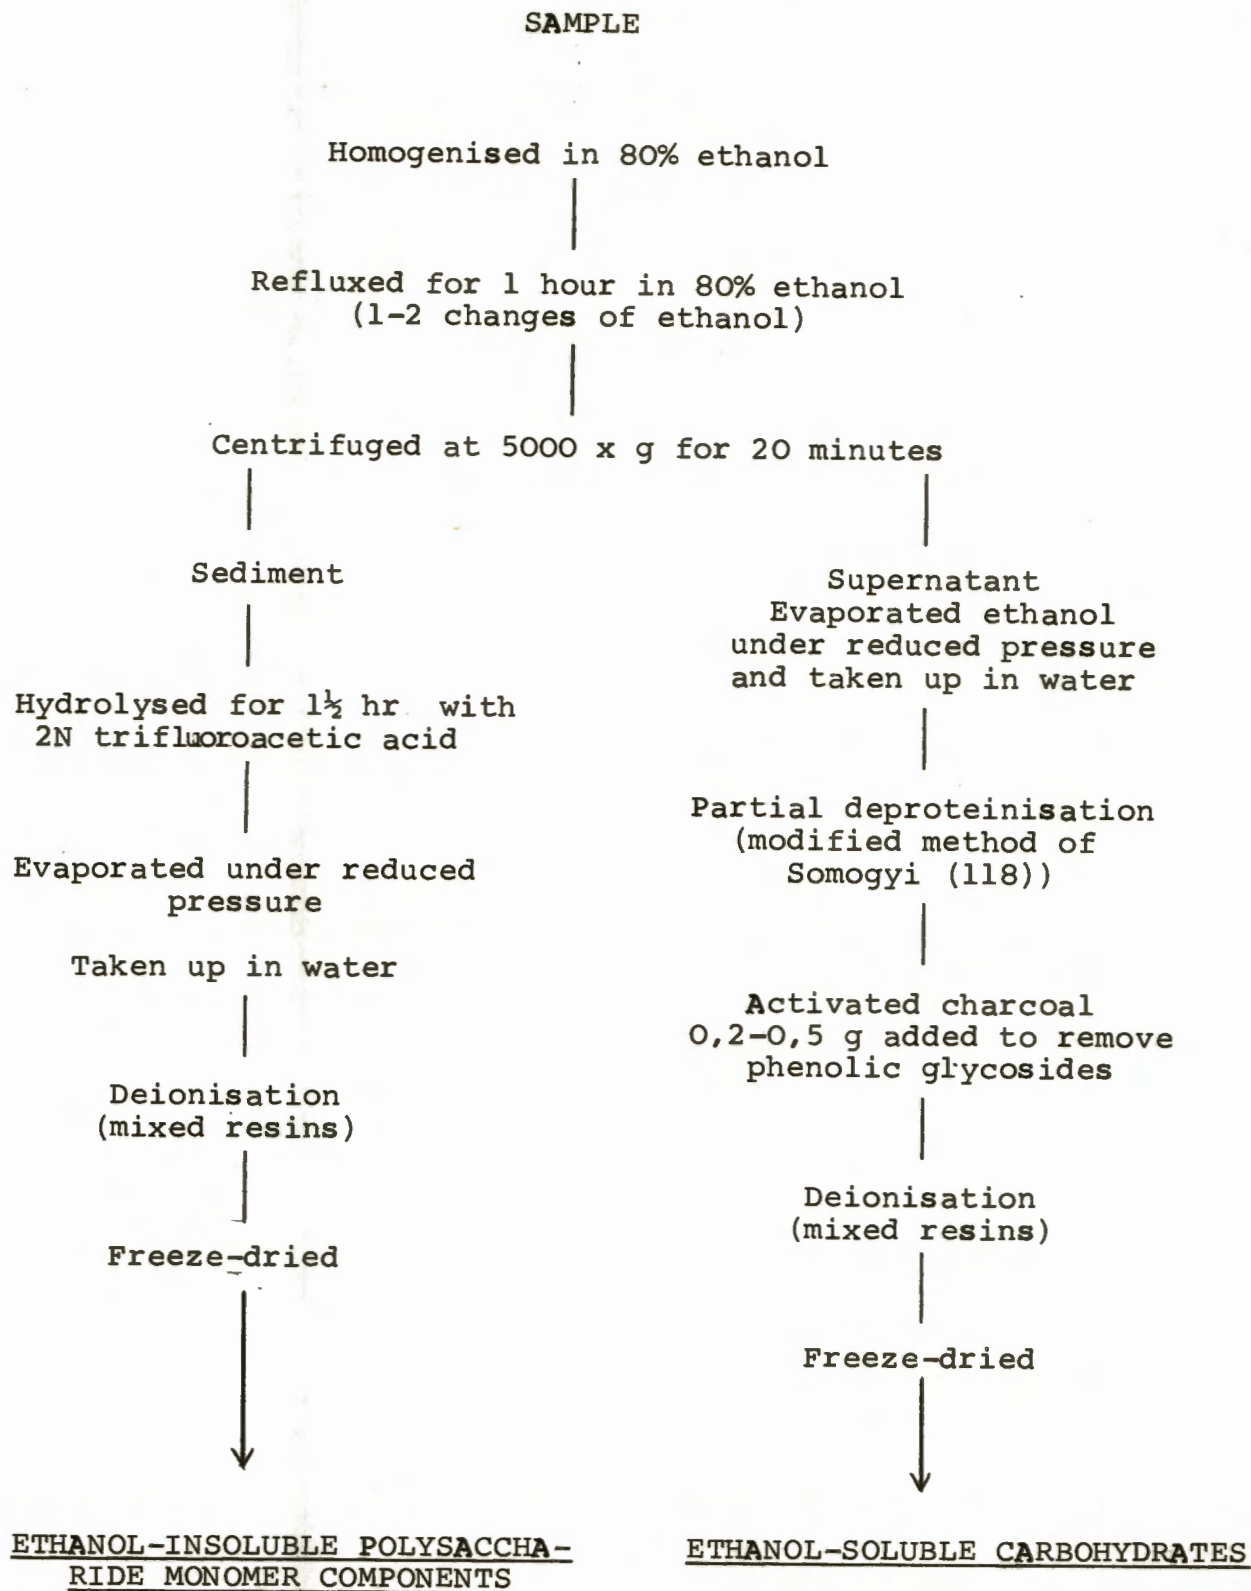 SAMPLE
Homogenised in 80% ethanol
Refluxed for 1 hour in 80% ethanol
(1-2 changes of ethanol)
Centrifuged at 5000 x g for 20 minutes
Sediment
Hydrolysed for 1½ hr with
2N trifluoroacetic acid
Evaporated under reduced
pressure
Taken up in water
Deionisation
(mixed resins)
Freeze-dried
ETHANOL-INSOLUBLE POLYSACCHA-
RIDE MONOMER COMPONENTS
Supernatant
Evaporated ethanol
under reduced pressure
and taken up in water
Partial deproteinisation
(modified method of
Somogyi (118))
Activated charcoal
0,2-0,5 g added to remove
phenolic glycosides
Deionisation
(mixed resins)
Freeze-dried
ETHANOL-SOLUBLE CARBOHYDRATES